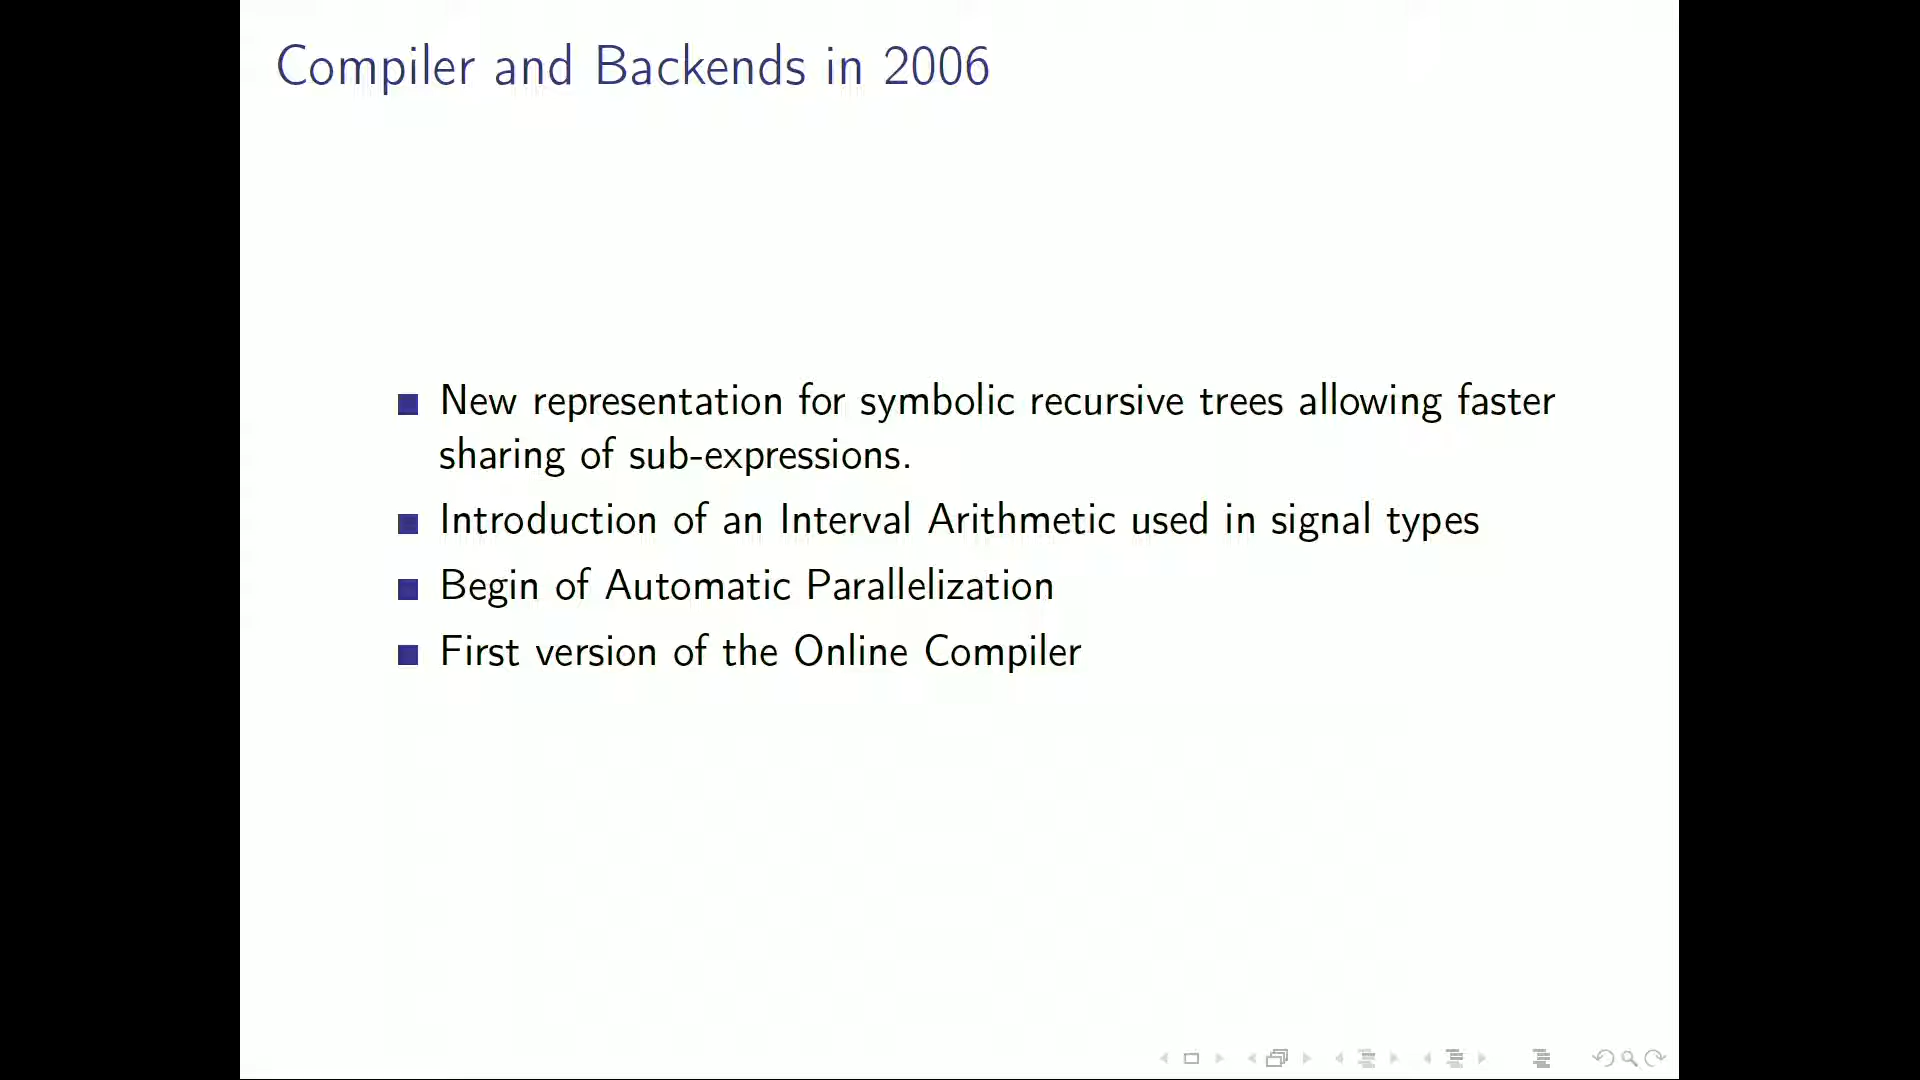 Compiler and Backends in 2006
New representation for symbolic recursive trees allowing faster
sharing of sub-expressions.
Introduction of an Interval Arithmetic used in signal types
Begin of Automatic Parallelization
First version of the Online Compiler